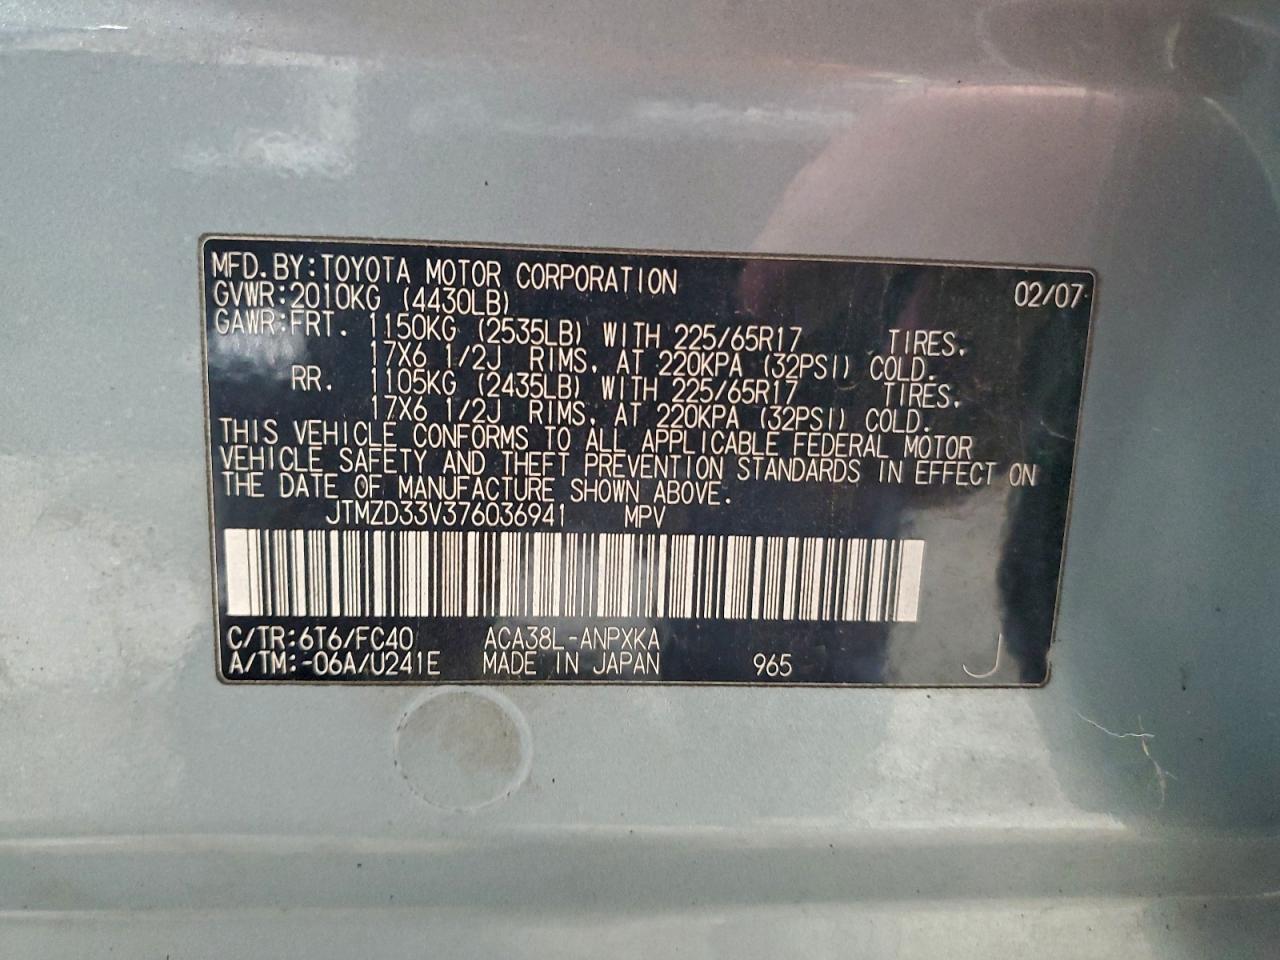 MFD.BY:TOYOTA MOTOR CORPORATION 02/07
GVWR:2010KG (4430LB)
GAWR:FRT. 1150KG (2535LB) WITH 225/65R17 TIRES,
17X6 1/2J RIMS, AT 220KPA (32PSI) COLD.
RR. 1105KG (2435LB) WITH 225/65R17 TIRES,
17X6 1/2J RIMS, AT 220KPA (32PSI) COLD.
THIS VEHICLE CONFORMS TO ALL APPLICABLE FEDERAL MOTOR
VEHICLE SAFETY AND THEFT PREVENTION STANDARDS IN EFFECT ON
THE DATE OF MANUFACTURE SHOWN ABOVE.
JTMZD33V376036941 MPV
C/TR:6T6/FC40 ACA38L-ANPXKA
A/TM:-06A/U241E MADE IN JAPAN 965 J